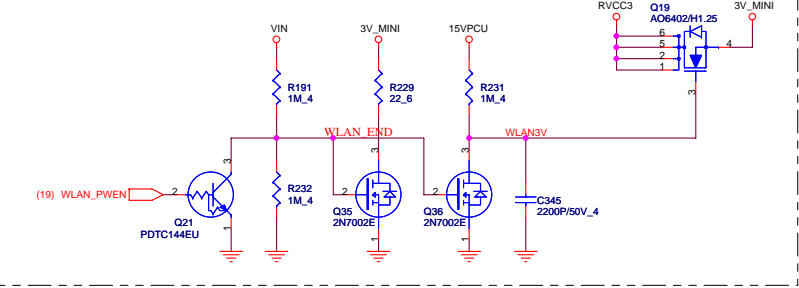 RVCC3
Q19
AO6402/H1.25
3V_MINI
6
5
2
1
4
3
VIN
3V_MINI
15VPCU
R191
1M_4
R229
22_6
R231
1M_4
WLAN_END
WLAN3V
3
3
3
(19) WLAN_PWEN
2
R232
1M_4
2
2
Q21
PDTC144EU
Q35
2N7002E
Q36
2N7002E
C345
2200P/50V_4
1
1
1